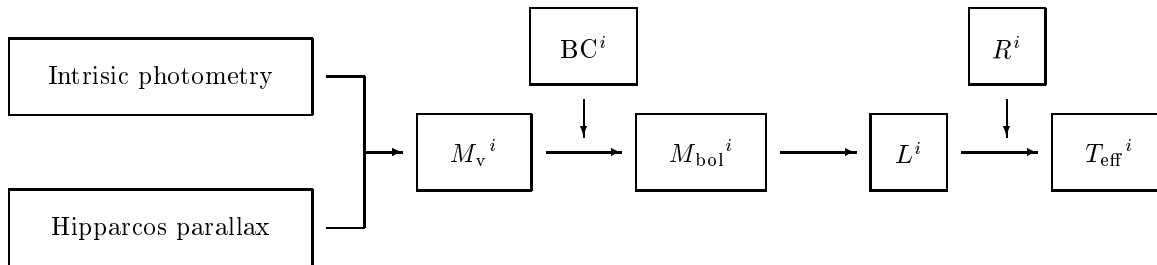 Intrisic photometry
Hipparcos parallax
M_v^i
BC^i
M_bol^i
L^i
R^i
T_eff^i